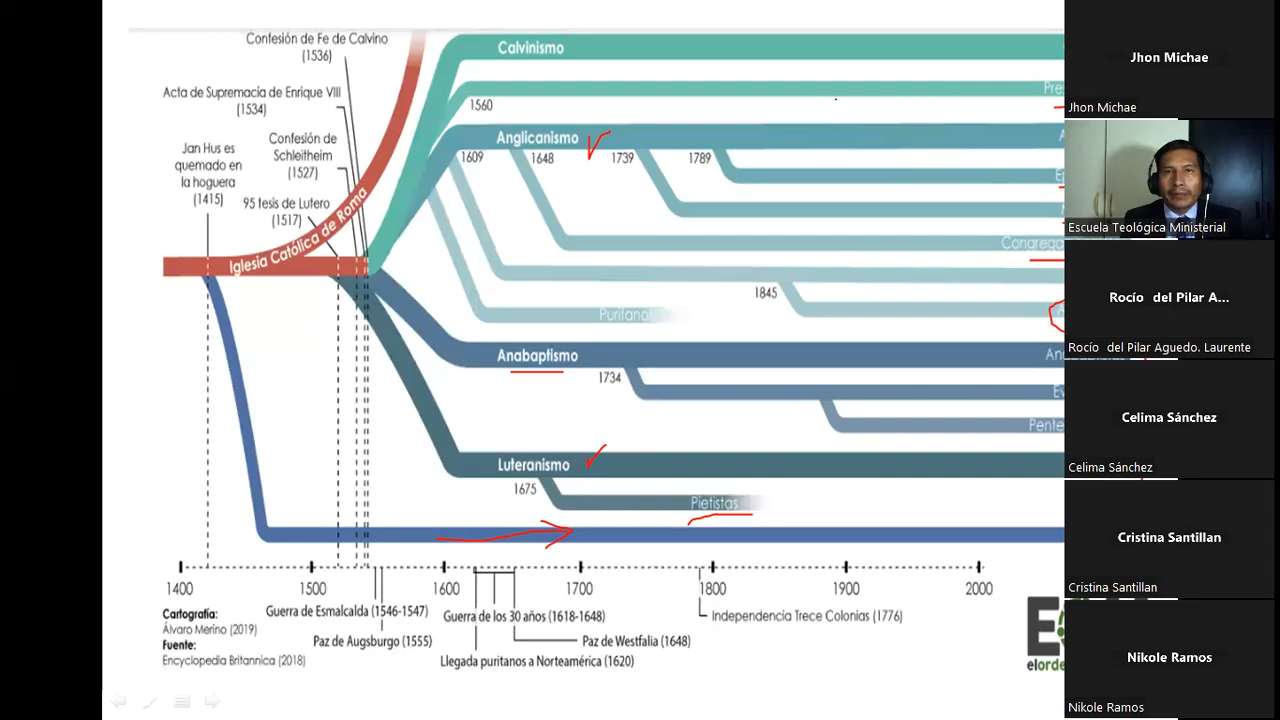 Confesión de Fe de Calvino
(1536)
Acta de Supremacía de Enrique VIII
(1534)
Confesión de
Schleitheim
(1527)
Jan Hus es
quemado en
la hoguera
(1415)
95 tesis de Lutero
(1517)
Iglesia Católica de Roma
Calvinismo
1560
Pre
Anglicanismo
1609
1648
1739
1789
A
Ep
Congrega
1845
Puritanos
Anabaptismo
An
1734
Ev
Pente
Luteranismo
1675
Pietistas
1400
1500
1600
1700
1800
1900
2000
Guerra de Esmalcalda (1546-1547)
Paz de Augsburgo (1555)
Guerra de los 30 años (1618-1648)
Paz de Westfalia (1648)
Llegada puritanos a Norteamérica (1620)
Independencia Trece Colonias (1776)
Cartografía:
Álvaro Merino (2019)
Fuente:
Encyclopedia Britannica (2018)
EO
elorde
Jhon Michae
Jhon Michae
Escuela Teológica Ministerial
Rocío del Pilar A...
Rocío del Pilar Aguedo. Laurente
Celima Sánchez
Celima Sánchez
Cristina Santillan
Cristina Santillan
Nikole Ramos
Nikole Ramos